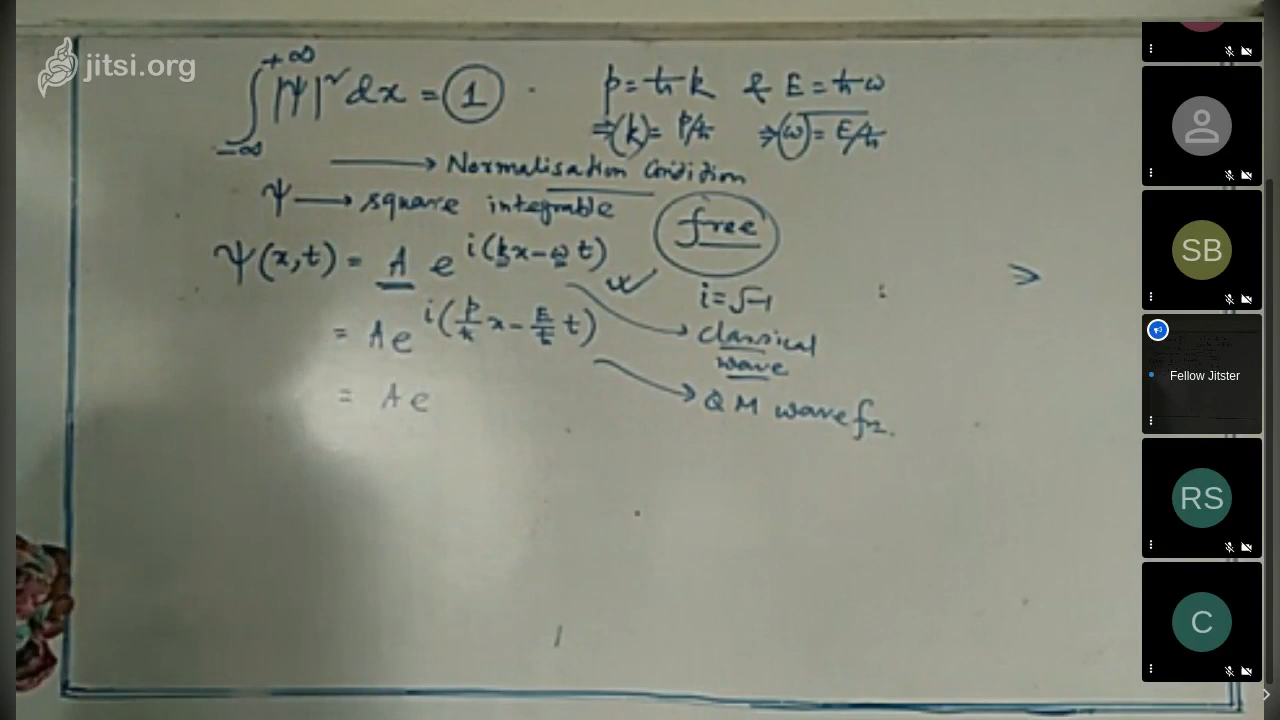 jitsi.org
∫_{-∞}^{+∞} |ψ|² dx = 1 .
p = ħk & E = ħω
⇒ (k) = p/ħ ⇒ (ω) = E/ħ
⟶ Normalisation Condition
ψ ⟶ square integrable
free
ψ(x,t) = A e^{i(kx-ωt)}
i = √-1
= A e^{i(p/ħ x - E/ħ t)}
classical
wave
= A e
QM wave fn.
SB
Fellow Jitster
RS
C